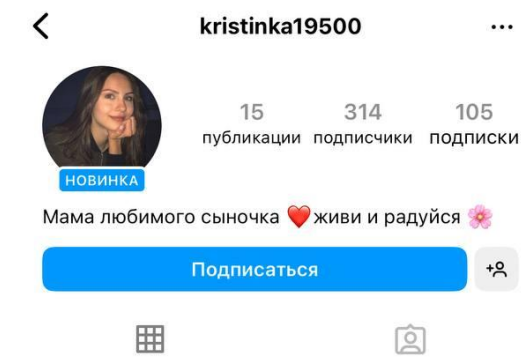 kristinka19500
15 314 105
публикации подписчики подписки
НОВИНКА
Мама любимого сыночка ❤️живи и радуйся 🌸
Подписаться